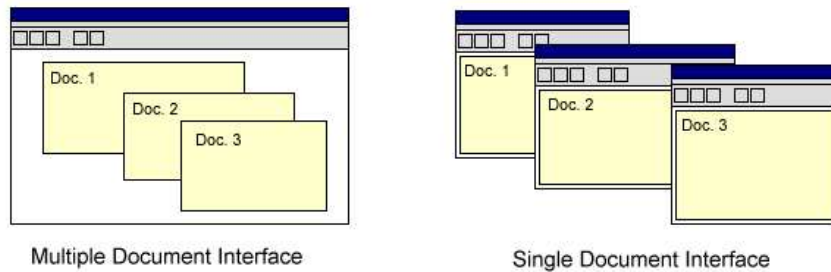 Doc. 1
Doc. 2
Doc. 3
Multiple Document Interface
Doc. 1
Doc. 2
Doc. 3
Single Document Interface